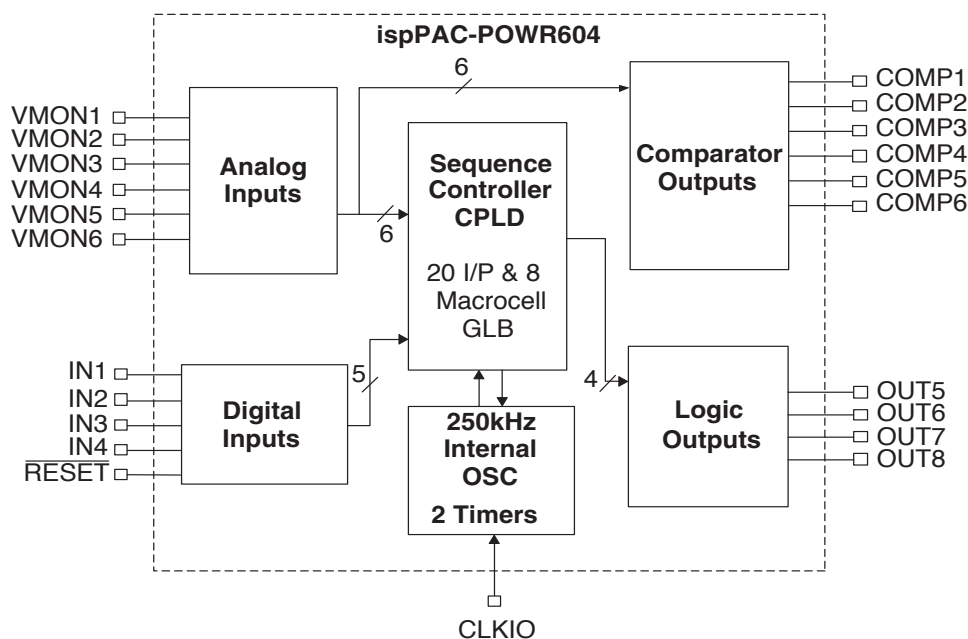 ispPAC-POWR604
6
VMON1
VMON2
VMON3
VMON4
VMON5
VMON6
Analog
Inputs
6
Sequence
Controller
CPLD
20 I/P & 8
Macrocell
GLB
Comparator
Outputs
COMP1
COMP2
COMP3
COMP4
COMP5
COMP6
IN1
IN2
IN3
IN4
RESET
Digital
Inputs
5
250kHz
Internal
OSC
2 Timers
4
Logic
Outputs
OUT5
OUT6
OUT7
OUT8
CLKIO